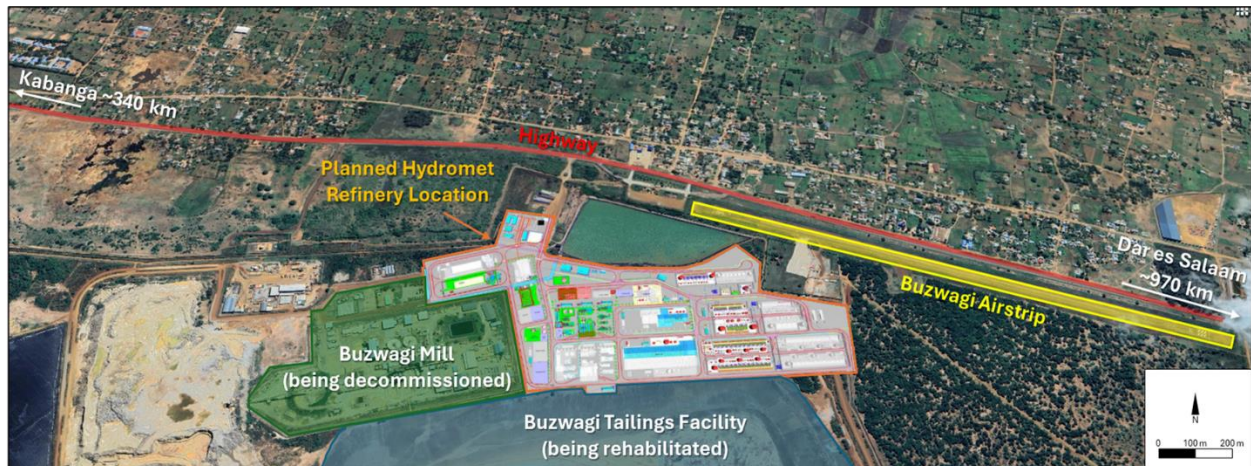 Kabanga ~340 km
Highway
Planned Hydromet
Refinery Location
Dar es Salaam
~970 km
Buzwagi Airstrip
Buzwagi Mill
(being decommissioned)
Buzwagi Tailings Facility
(being rehabilitated)
N
0 100 m 200 m